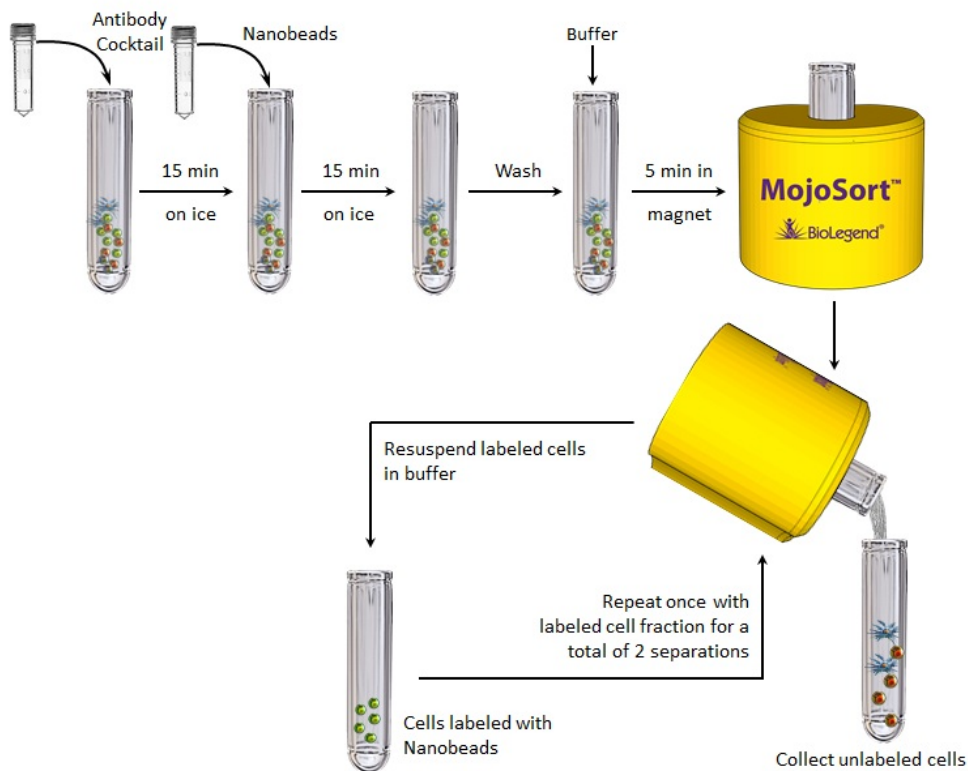 Antibody
Cocktail
Nanobeads
Buffer
15 min
on ice
15 min
on ice
Wash
5 min in
magnet
MojoSort™
BioLegend®
Resuspend labeled cells
in buffer
Repeat once with
labeled cell fraction for a
total of 2 separations
Cells labeled with
Nanobeads
Collect unlabeled cells